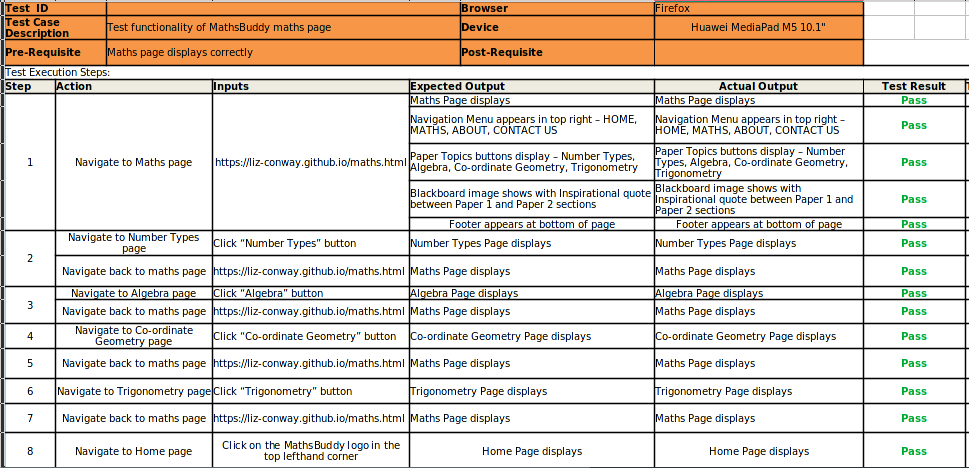 Test ID Browser Firefox
Test Case Description Test functionality of MathsBuddy maths page Device Huawei MediaPad M5 10.1"
Pre-Requisite Maths page displays correctly Post-Requisite
Test Execution Steps:
Step Action Inputs Expected Output Actual Output Test Result
1 Navigate to Maths page https://liz-conway.github.io/maths.html Maths Page displays Maths Page displays Pass
Navigation Menu appears in top right – HOME, MATHS, ABOUT, CONTACT US Navigation Menu appears in top right – HOME, MATHS, ABOUT, CONTACT US Pass
Paper Topics buttons display – Number Types, Algebra, Co-ordinate Geometry, Trigonometry Paper Topics buttons display – Number Types, Algebra, Co-ordinate Geometry, Trigonometry Pass
Blackboard image shows with Inspirational quote between Paper 1 and Paper 2 sections Blackboard image shows with Inspirational quote between Paper 1 and Paper 2 sections Pass
Footer appears at bottom of page Footer appears at bottom of page Pass
2 Navigate to Number Types page Click “Number Types” button Number Types Page displays Number Types Page displays Pass
Navigate back to maths page https://liz-conway.github.io/maths.html Maths Page displays Maths Page displays Pass
3 Navigate to Algebra page Click “Algebra” button Algebra Page displays Algebra Page displays Pass
Navigate back to maths page https://liz-conway.github.io/maths.html Maths Page displays Maths Page displays Pass
4 Navigate to Co-ordinate Geometry page Click “Co-ordinate Geometry” button Co-ordinate Geometry Page displays Co-ordinate Geometry Page displays Pass
5 Navigate back to maths page https://liz-conway.github.io/maths.html Maths Page displays Maths Page displays Pass
6 Navigate to Trigonometry page Click “Trigonometry” button Trigonometry Page displays Trigonometry Page displays Pass
7 Navigate back to maths page https://liz-conway.github.io/maths.html Maths Page displays Maths Page displays Pass
8 Navigate to Home page Click on the MathsBuddy logo in the top lefthand corner Home Page displays Home Page displays Pass